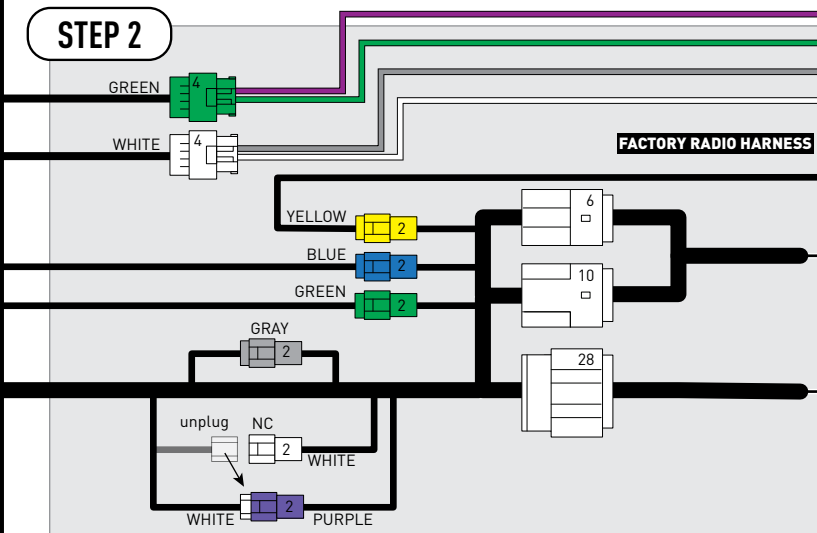 STEP 2
GREEN
4
WHITE
4
FACTORY RADIO HARNESS
6
YELLOW
2
BLUE
2
10
GREEN
2
GRAY
2
28
unplug
NC
2
WHITE
2
WHITE
PURPLE